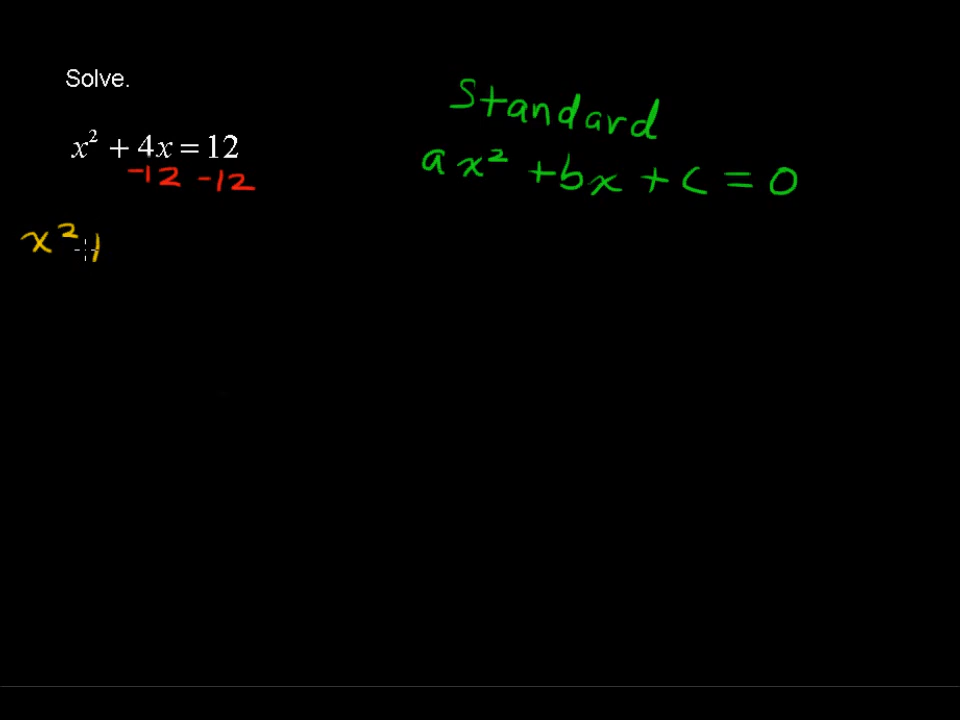 Solve.
Standard
x² + 4x = 12
-12 -12
ax² + bx + c = 0
x²